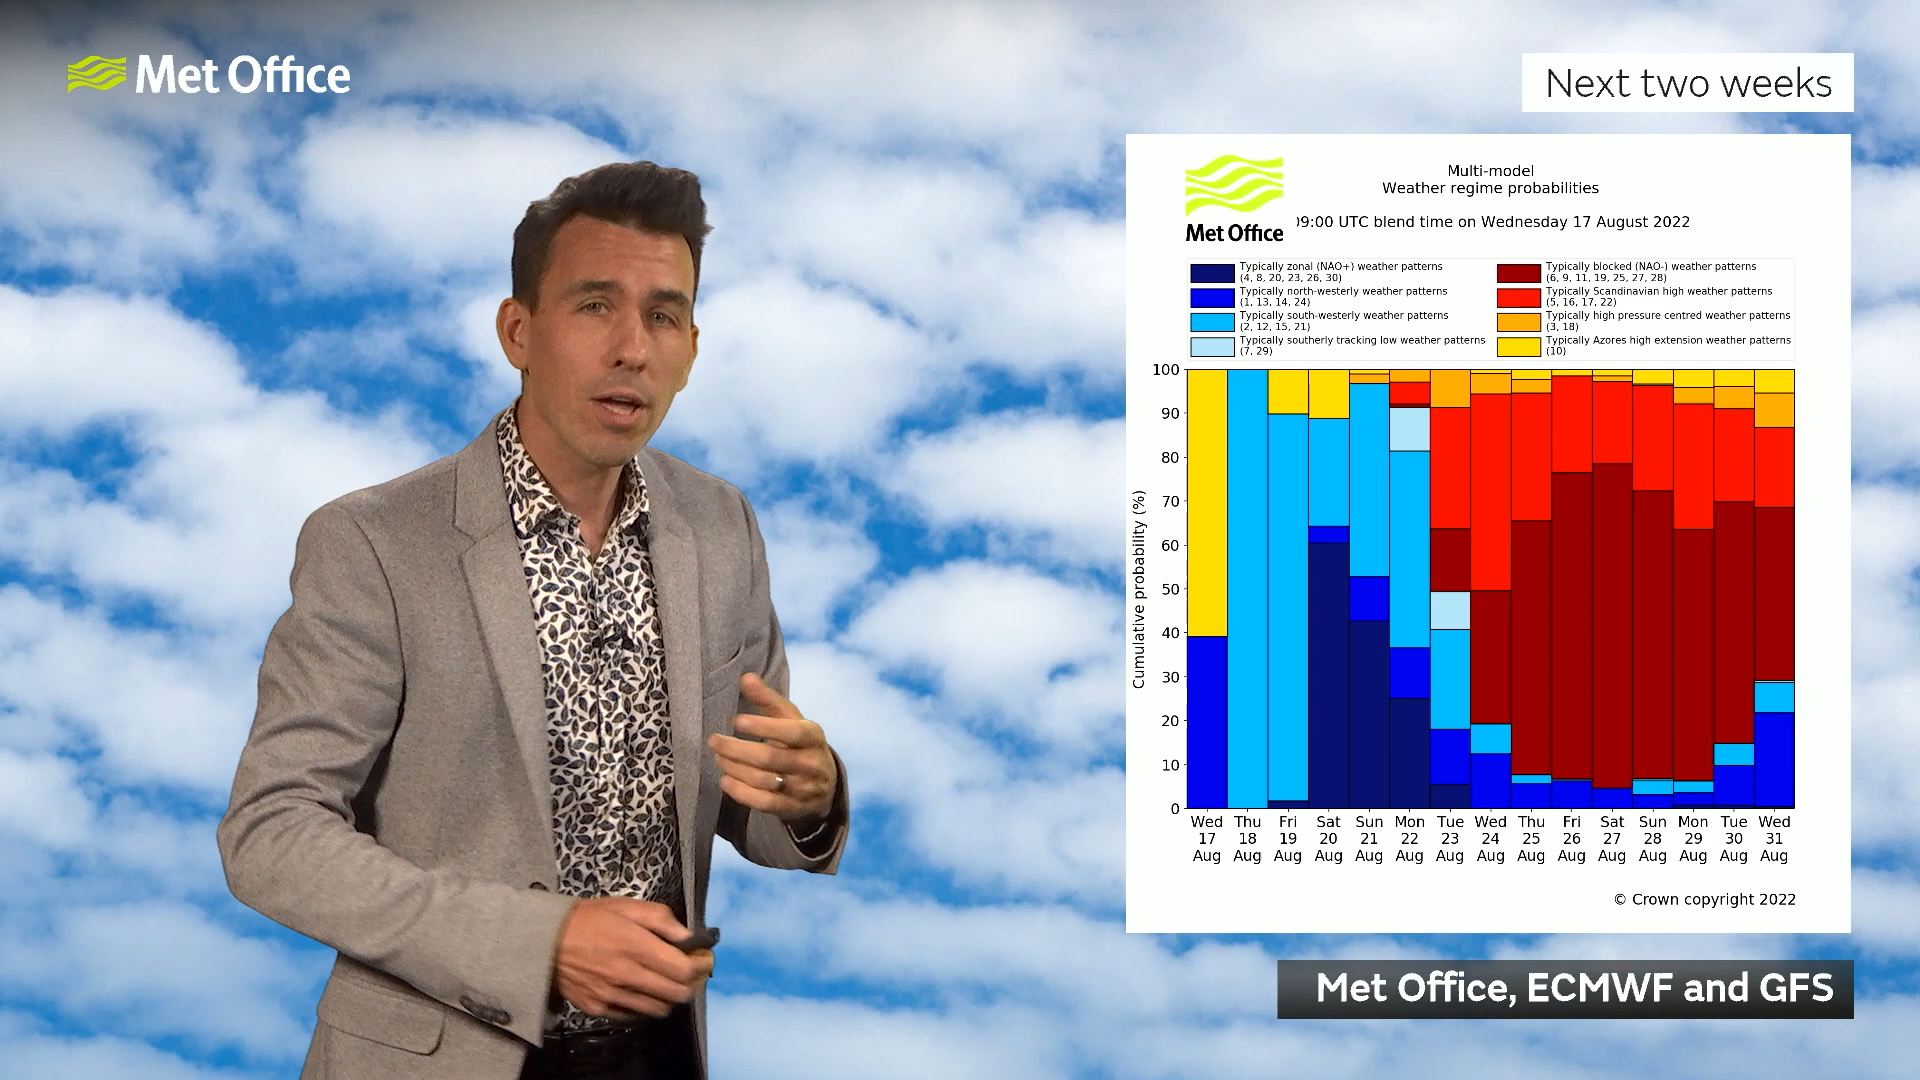 Met Office
Next two weeks
Met Office
Multi-model
Weather regime probabilities
09:00 UTC blend time on Wednesday 17 August 2022
Typically zonal (NAO+) weather patterns
(4, 8, 20, 23, 26, 30)
Typically north-westerly weather patterns
(1, 13, 14, 24)
Typically south-westerly weather patterns
(2, 12, 15, 21)
Typically southerly tracking low weather patterns
(7, 29)
Typically blocked (NAO-) weather patterns
(6, 9, 11, 19, 25, 27, 28)
Typically Scandinavian high weather patterns
(5, 16, 17, 22)
Typically high pressure centred weather patterns
(3, 18)
Typically Azores high extension weather patterns
(10)
Cumulative probability (%)
100
90
80
70
60
50
40
30
20
10
0
Wed Thu Fri Sat Sun Mon Tue Wed Thu Fri Sat Sun Mon Tue Wed
17 18 19 20 21 22 23 24 25 26 27 28 29 30 31
Aug Aug Aug Aug Aug Aug Aug Aug Aug Aug Aug Aug Aug Aug Aug
© Crown copyright 2022
Met Office, ECMWF and GFS